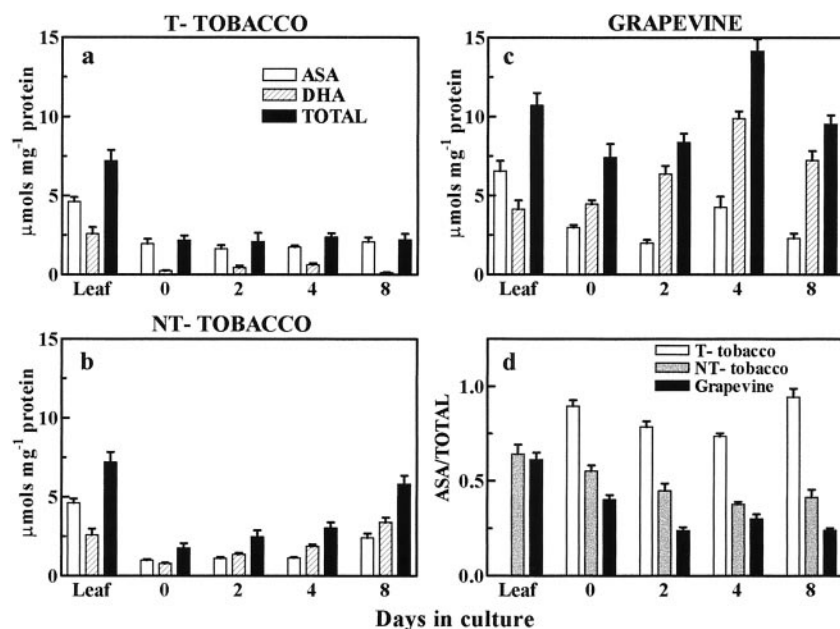 T- TOBACCO
a
15
10
5
0
μmols mg⁻¹ protein
ASA
DHA
TOTAL
Leaf 0 2 4 8
GRAPEVINE
c
15
10
5
0
μmols mg⁻¹ protein
Leaf 0 2 4 8
NT- TOBACCO
b
15
10
5
0
μmols mg⁻¹ protein
Leaf 0 2 4 8
d
1.0
0.5
0.0
ASA/TOTAL
T- tobacco
NT- tobacco
Grapevine
Leaf 0 2 4 8
Days in culture